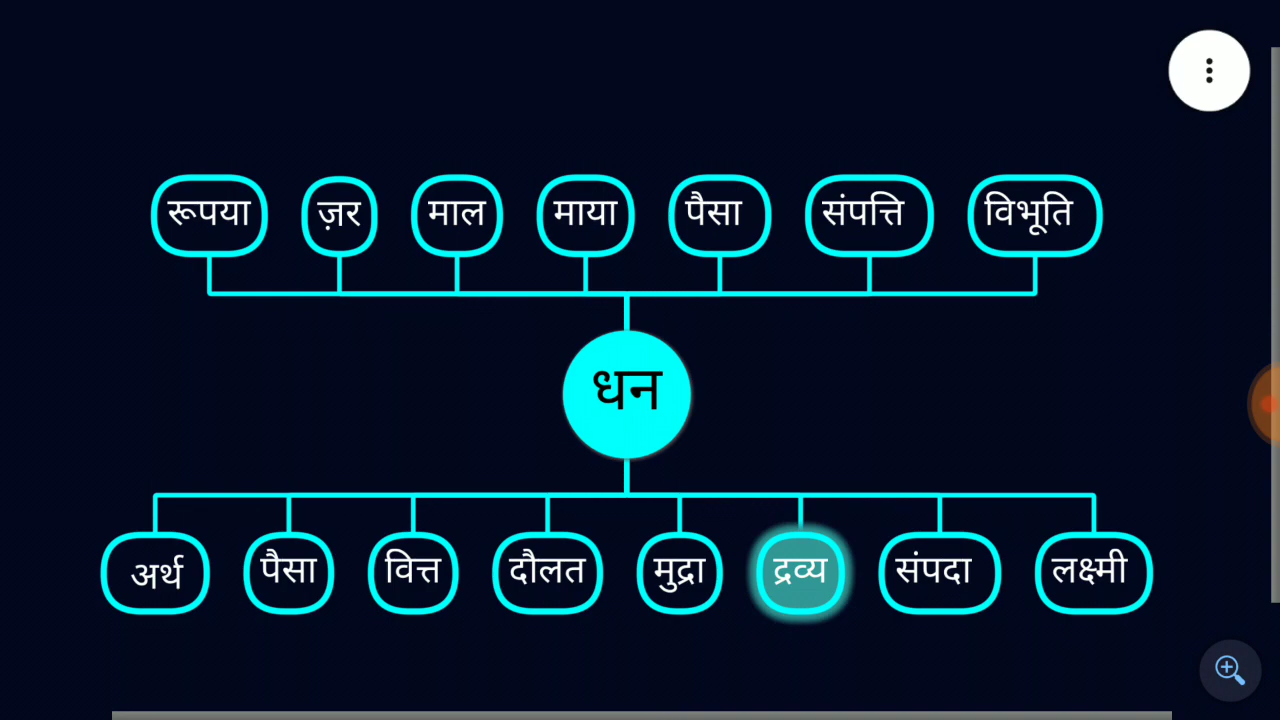 रूपया ज़र माल माया पैसा संपत्ति विभूति
धन
अर्थ पैसा वित्त दौलत मुद्रा द्रव्य संपदा लक्ष्मी